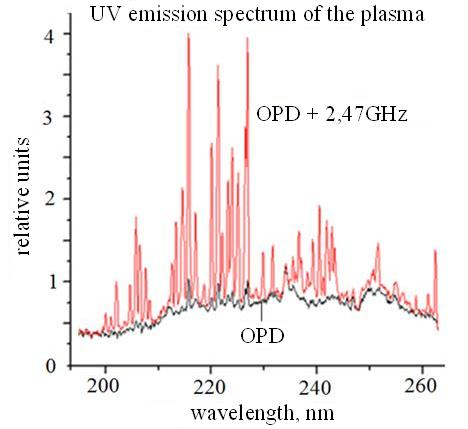 UV emission spectrum of the plasma
4
3
2
1
0
relative units
OPD + 2,47GHz
OPD
200 220 240 260
wavelength, nm